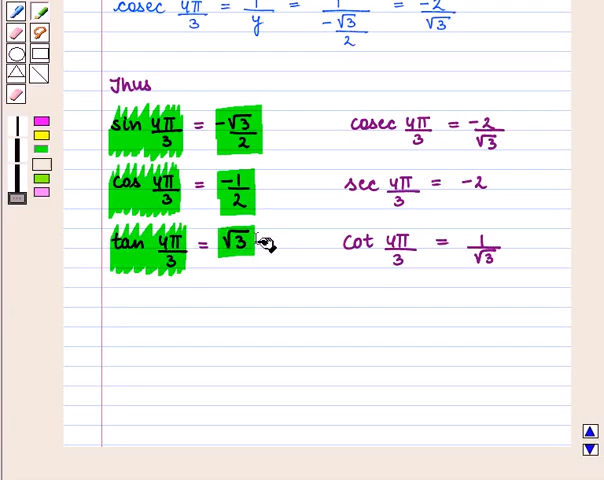 cosec 4π/3 = 1/y = 1/(-√3/2) = -2/√3
Thus
sin 4π/3 = -√3/2 cosec 4π/3 = -2/√3
cos 4π/3 = -1/2 sec 4π/3 = -2
tan 4π/3 = √3 cot 4π/3 = 1/√3